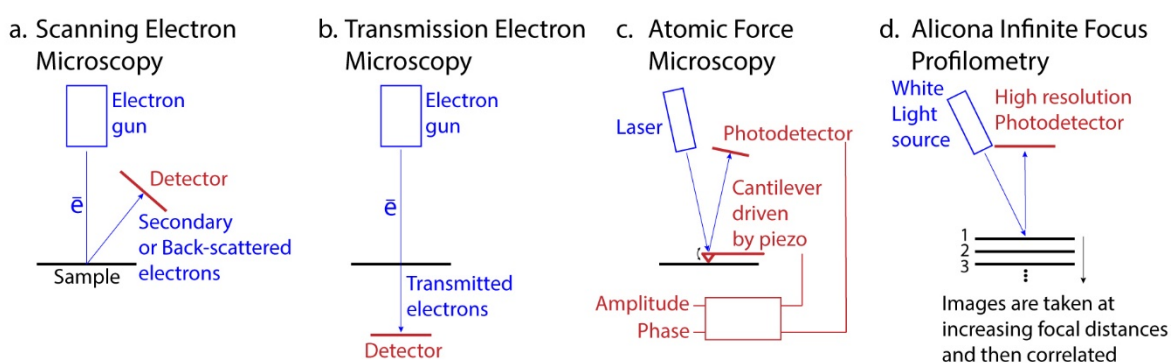 a. Scanning Electron
Microscopy
Electron
gun
Detector
ē
Secondary
or Back-scattered
electrons
Sample
b. Transmission Electron
Microscopy
Electron
gun
ē
Transmitted
electrons
Detector
c. Atomic Force
Microscopy
Laser
Photodetector
Cantilever
driven
by piezo
Amplitude
Phase
d. Alicona Infinite Focus
Profilometry
White
Light
source
High resolution
Photodetector
1
2
3
Images are taken at
increasing focal distances
and then correlated